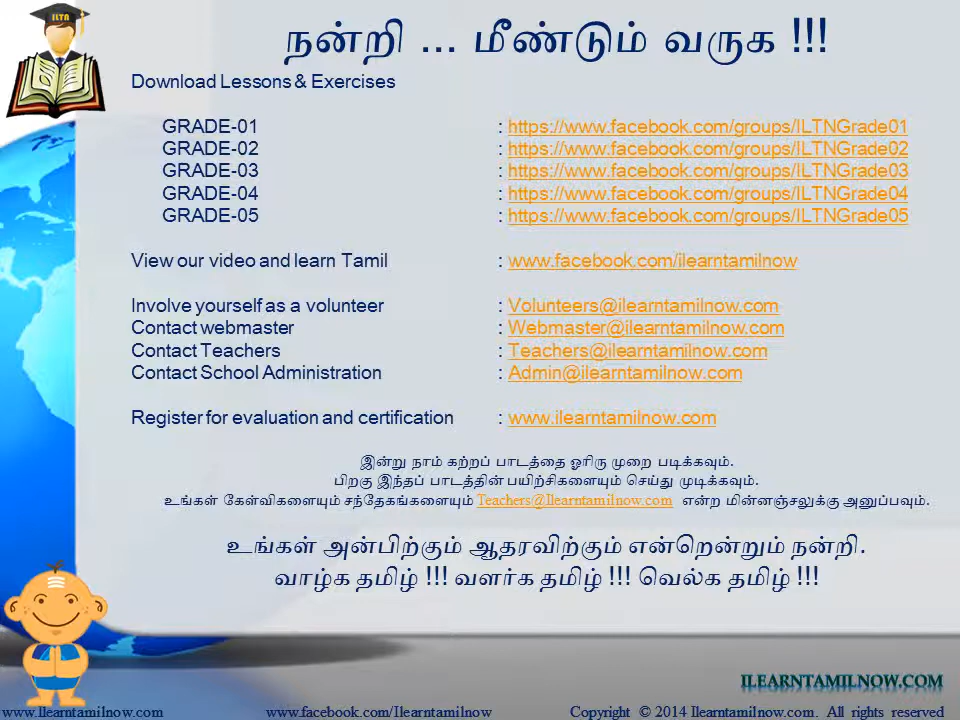 ILTN
நன்றி ... மீண்டும் வருக !!!
Download Lessons & Exercises
GRADE-01 : https://www.facebook.com/groups/ILTNGrade01
GRADE-02 : https://www.facebook.com/groups/ILTNGrade02
GRADE-03 : https://www.facebook.com/groups/ILTNGrade03
GRADE-04 : https://www.facebook.com/groups/ILTNGrade04
GRADE-05 : https://www.facebook.com/groups/ILTNGrade05
View our video and learn Tamil : www.facebook.com/ilearntamilnow
Involve yourself as a volunteer : Volunteers@ilearntamilnow.com
Contact webmaster : Webmaster@ilearntamilnow.com
Contact Teachers : Teachers@ilearntamilnow.com
Contact School Administration : Admin@ilearntamilnow.com
Register for evaluation and certification : www.ilearntamilnow.com
இன்று நாம் கற்றப் பாடத்தை ஓரிரு முறை படிக்கவும்.
பிறகு இந்தப் பாடத்தின் பயிற்சிகளையும் செய்து முடிக்கவும்.
உங்கள் கேள்விகளையும் சந்தேகங்களையும் Teachers@Ilearntamilnow.com என்ற மின்னஞ்சலுக்கு அனுப்பவும்.
உங்கள் அன்பிற்கும் ஆதரவிற்கும் என்றென்றும் நன்றி.
வாழ்க தமிழ் !!! வளர்க தமிழ் !!! வெல்க தமிழ் !!!
ILEARNTAMILNOW.COM
www.Ilearntamilnow.com www.facebook.com/Ilearntamilnow Copyright © 2014 Ilearntamilnow.com. All rights reserved